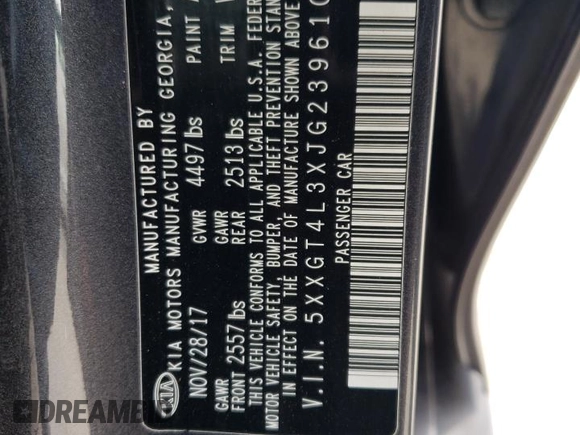 MANUFACTURED BY
KIA KIA MOTORS MANUFACTURING GEORGIA,
NOV/28/17 GVWR 4497 lbs PAINT
GAWR GAWR
FRONT 2557 lbs REAR 2513 lbs TRIM
THIS VEHICLE CONFORMS TO ALL APPLICABLE U.S.A. FEDER
MOTOR VEHICLE SAFETY, BUMPER, AND THEFT PREVENTION STAN
IN EFFECT ON THE DATE OF MANUFACTURE SHOWN ABOVE
V.I.N. 5XXGT4L3XJG239610
PASSENGER CAR
DREAM